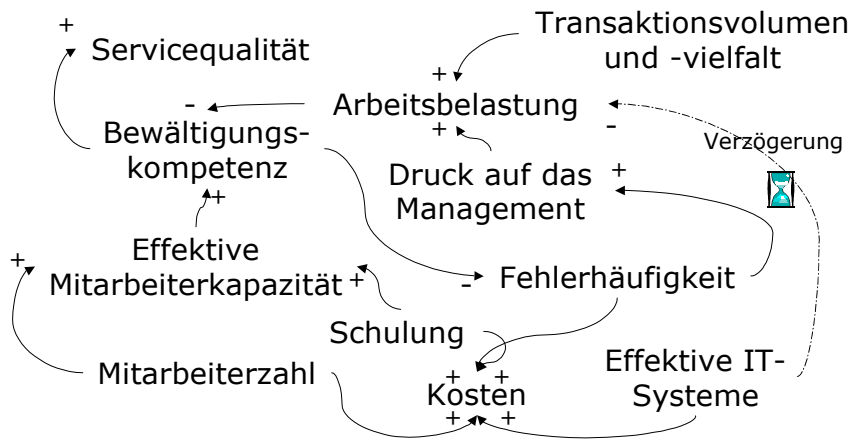 Transaktionsvolumen
und -vielfalt
+
Servicequalität
+
Arbeitsbelastung
-
+
-
Verzögerung
Bewältigungs-
kompetenz
Druck auf das
Management
+
+
Effektive
Mitarbeiterkapazität
+
+
-
Fehlerhäufigkeit
Schulung
Mitarbeiterzahl
Effektive IT-
Systeme
+ +
Kosten
+ +